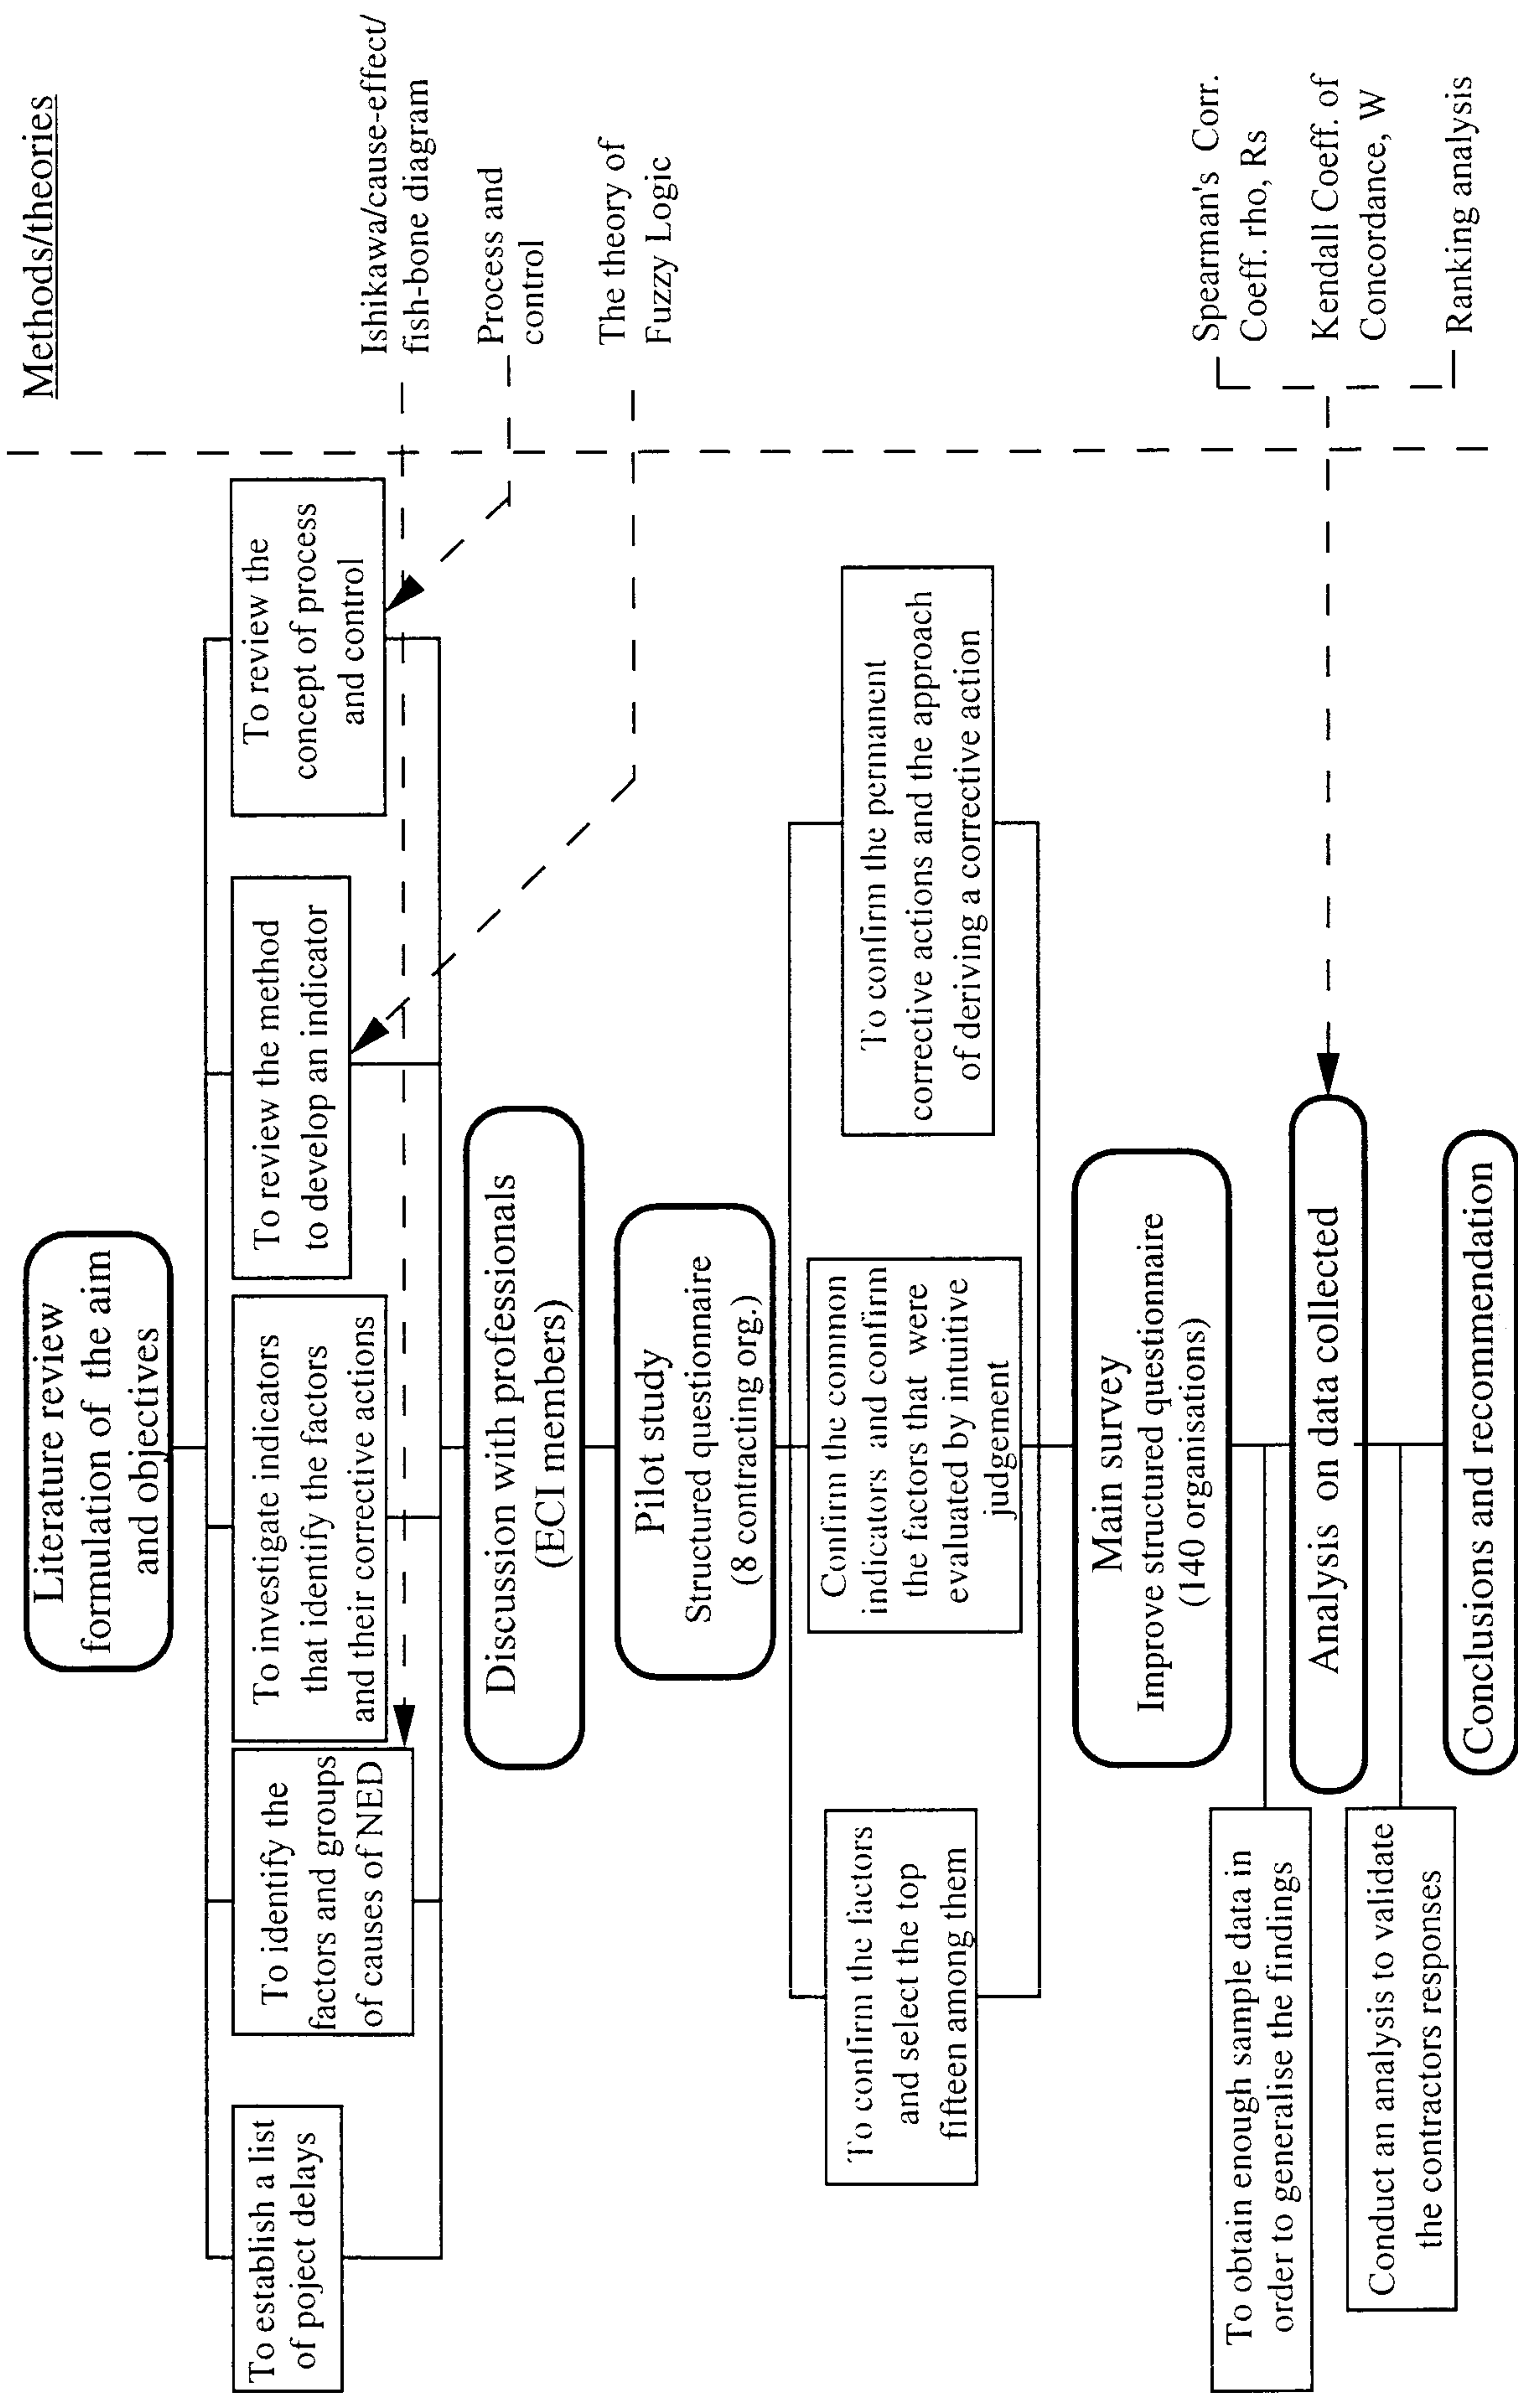 Methods/theories
Literature review
formulation of the aim
and objectives
To establish a list
of poject delays
To identify the
factors and groups
of causes of NED
To investigate indicators
that identify the factors
and their corrective actions
To review the method
to develop an indicator
To review the
concept of process
and control
Ishikawa/cause-effect/
fish-bone diagram
Process and
control
The theory of
Fuzzy Logic
Discussion with professionals
(ECI members)
Pilot study
Structured questionnaire
(8 contracting org.)
To confirm the factors
and select the top
fifteen among them
Confirm the common
indicators and confirm
the factors that were
evaluated by intuitive
judgement
To confirm the permanent
corrective actions and the approach
of deriving a corrective action
Main survey
Improve structured questionnaire
(140 organisations)
To obtain enough sample data in
order to generalise the findings
Analysis on data collected
Spearman's Corr.
Coeff. rho, Rs
Kendall Coeff. of
Concordance, W
Ranking analysis
Conduct an analysis to validate
the contractors responses
Conclusions and recommendation